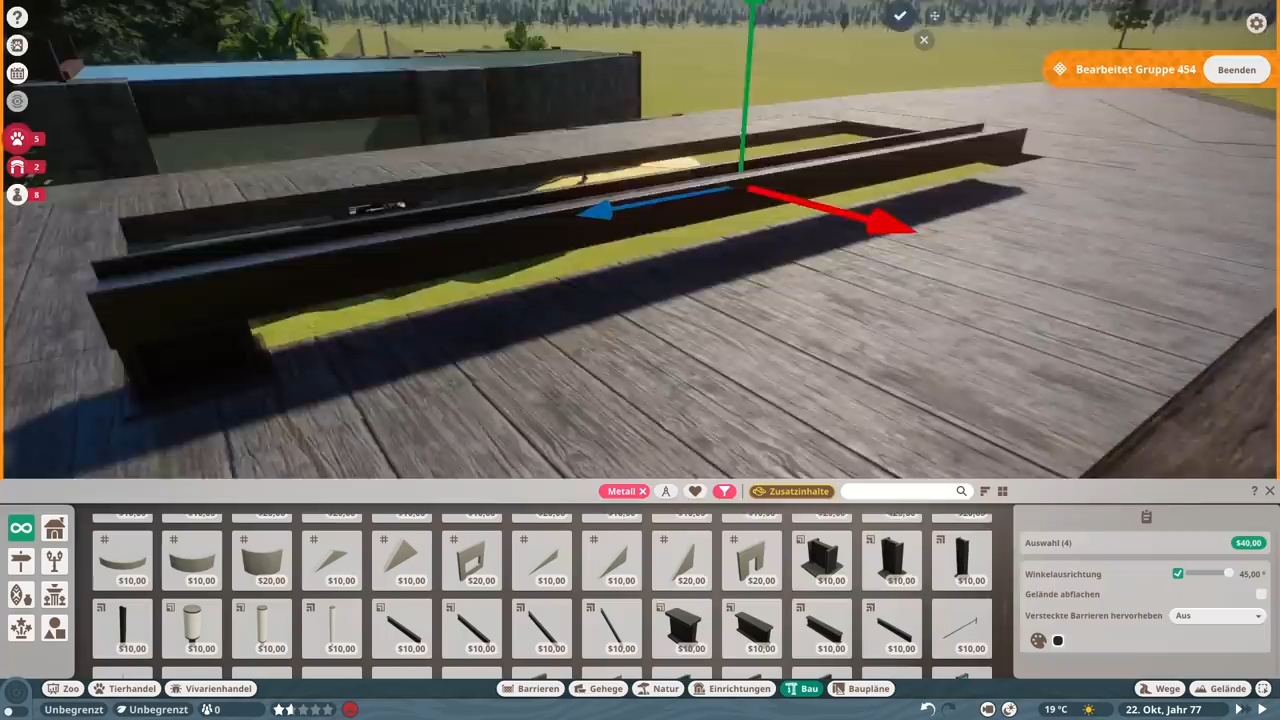 ?
Bearbeitet Gruppe 454 Beenden
5
2
8
Metall × Zusatzinhalte ? ×
$10,00 $10,00 $20,00 $10,00 $10,00 $20,00 $10,00 $10,00 $20,00 $20,00 $10,00 $10,00 $10,00
$10,00 $10,00 $10,00 $10,00 $10,00 $10,00 $10,00 $10,00 $10,00 $10,00 $10,00 $10,00 $10,00
Auswahl (4) $40,00
Winkelausrichtung 45,00 °
Gelände abflachen
Versteckte Barrieren hervorheben Aus
Zoo Tierhandel Vivarienhandel Barrieren Gehege Natur Einrichtungen Bau Baupläne Wege Gelände
Unbegrenzt Unbegrenzt 0 19 °C 22. Okt, Jahr 77